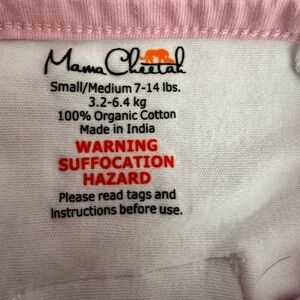 Mama Cheetah
Small/Medium 7-14 lbs.
3.2-6.4 kg
100% Organic Cotton
Made in India
WARNING
SUFFOCATION
HAZARD
Please read tags and
Instructions before use.